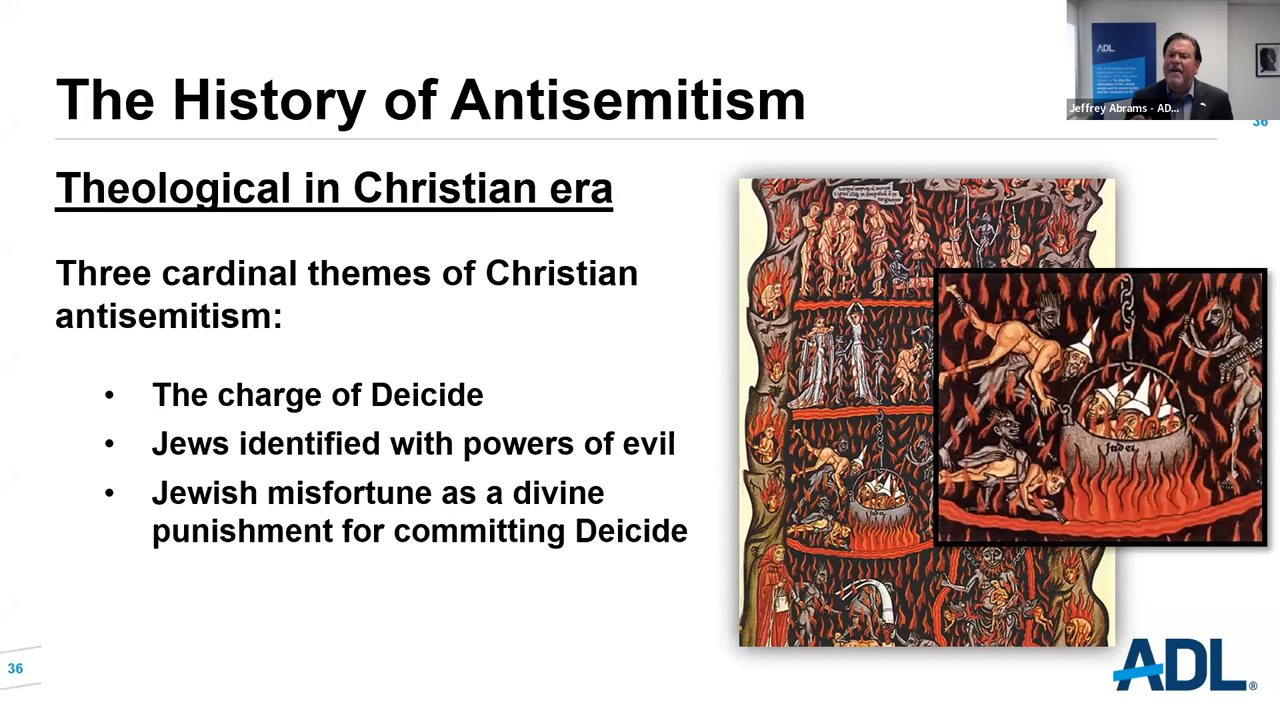 The History of Antisemitism
ADL
Jeffrey Abrams - AD...
36
Theological in Christian era
Three cardinal themes of Christian
antisemitism:
• The charge of Deicide
• Jews identified with powers of evil
• Jewish misfortune as a divine
punishment for committing Deicide
Judei
36
ADL®